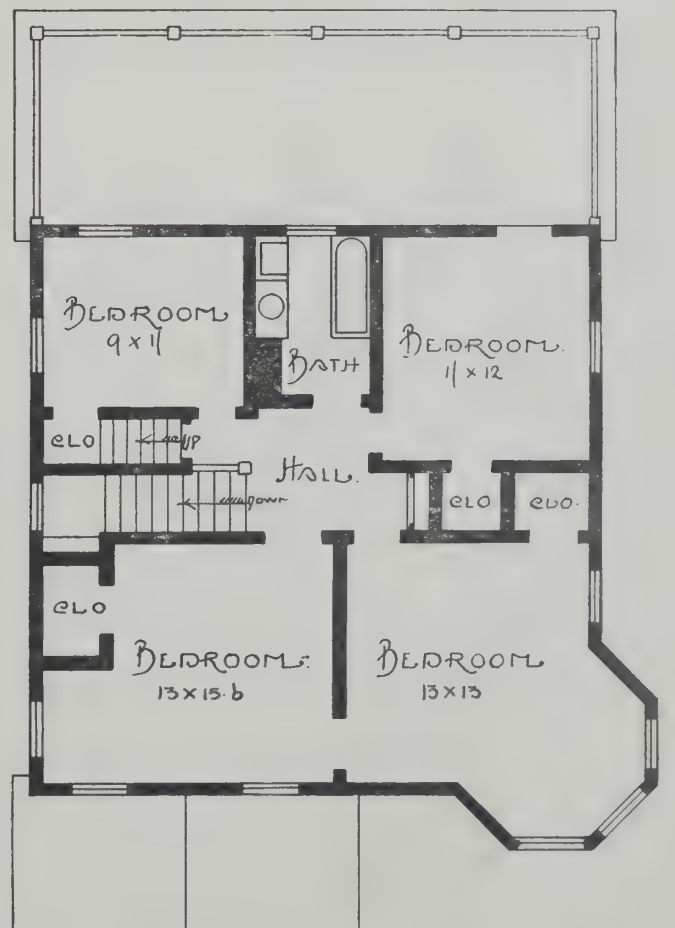 BEDROOM
9 x 11
BATH
BEDROOM.
11 x 12
CLO
UP
HALL.
DOWN
CLO
CLO.
CLO
BEDROOM.
13 x 15.6
BEDROOM
13 x 13